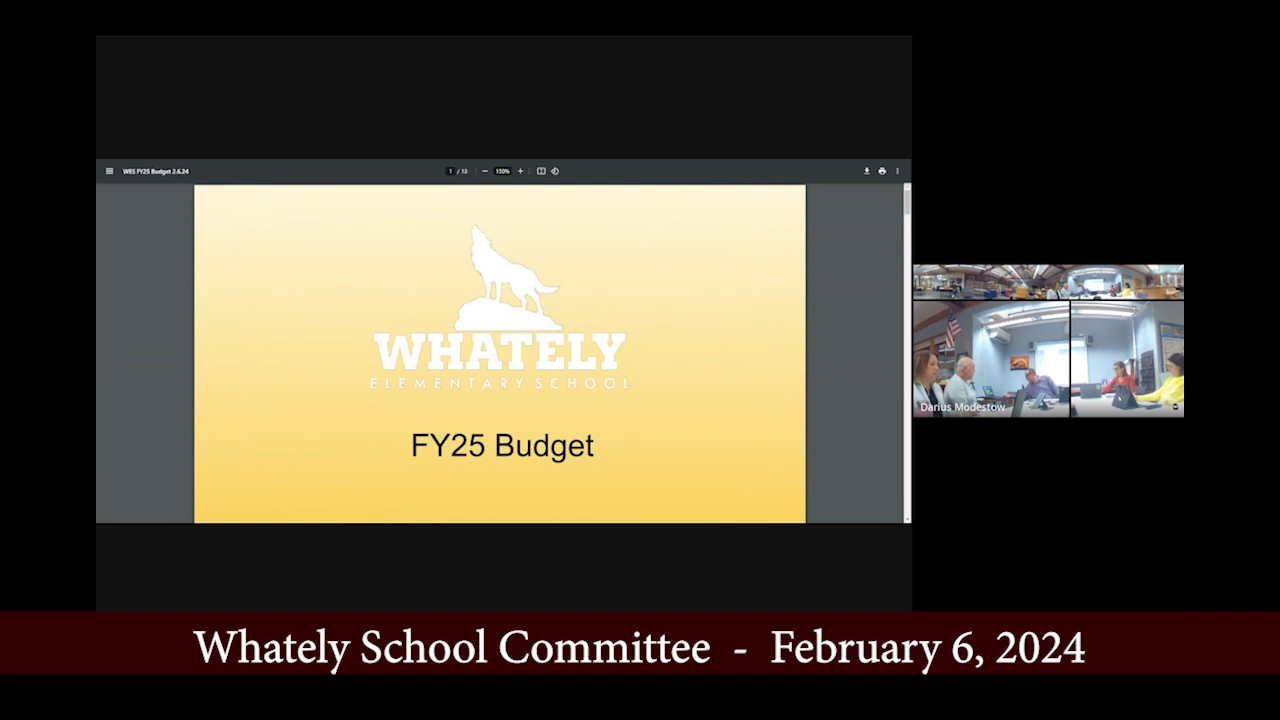 WES FY25 Budget 2.6.24
1 / 13
150%
WHATELY
ELEMENTARY SCHOOL
FY25 Budget
Darius Modestow
Whately School Committee - February 6, 2024